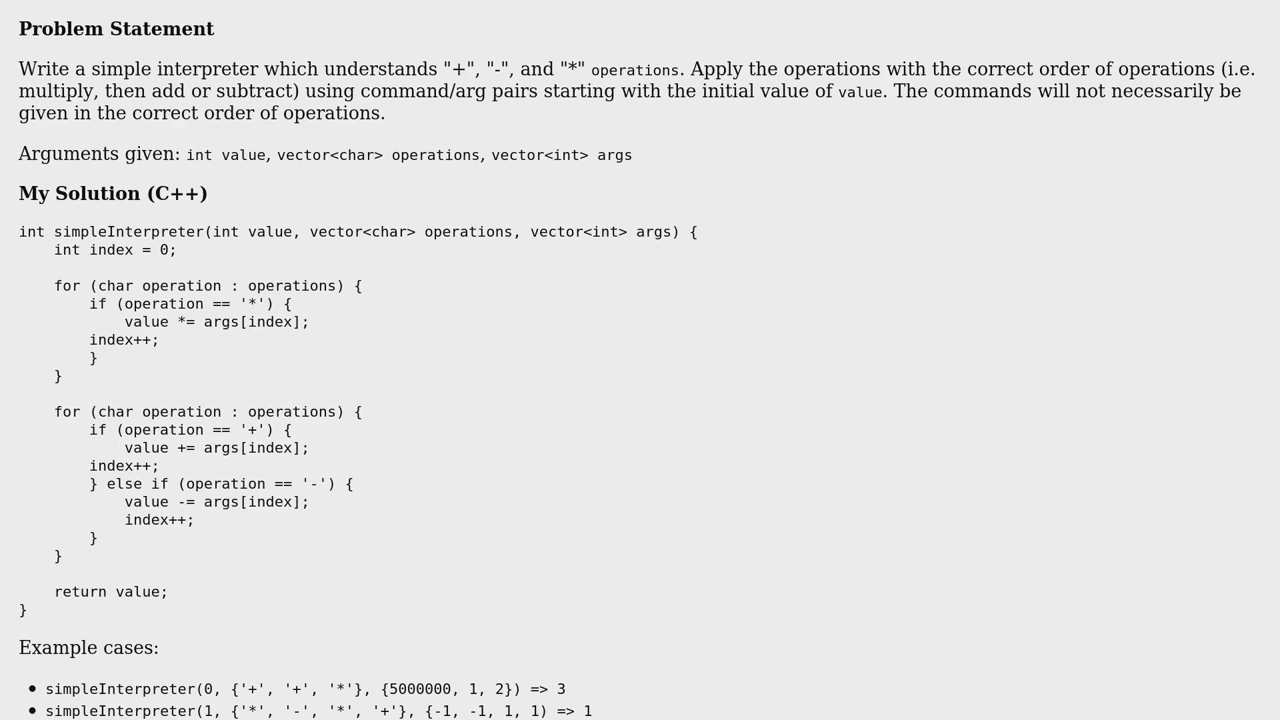 Problem Statement
Write a simple interpreter which understands "+", "-", and "*" operations. Apply the operations with the correct order of operations (i.e.
multiply, then add or subtract) using command/arg pairs starting with the initial value of value. The commands will not necessarily be
given in the correct order of operations.
Arguments given: int value, vector<char> operations, vector<int> args
My Solution (C++)
int simpleInterpreter(int value, vector<char> operations, vector<int> args) {
    int index = 0;

    for (char operation : operations) {
        if (operation == '*') {
            value *= args[index];
        index++;
        }
    }

    for (char operation : operations) {
        if (operation == '+') {
            value += args[index];
        index++;
        } else if (operation == '-') {
            value -= args[index];
            index++;
        }
    }

    return value;
}
Example cases:
• simpleInterpreter(0, {'+', '+', '*'}, {5000000, 1, 2}) => 3
• simpleInterpreter(1, {'*', '-', '*', '+'}, {-1, -1, 1, 1) => 1